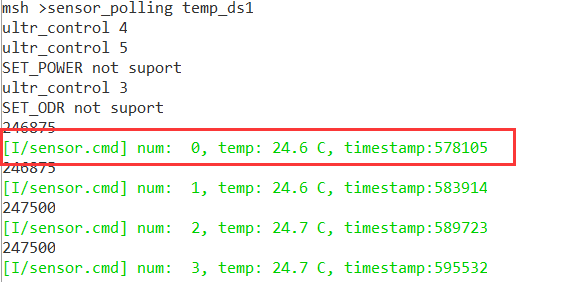 msh >sensor_polling temp_ds1
ultr_control 4
ultr_control 5
SET_POWER not suport
ultr_control 3
SET_ODR not suport
246875
[I/sensor.cmd] num:  0, temp: 24.6 C, timestamp:578105
246875
[I/sensor.cmd] num:  1, temp: 24.6 C, timestamp:583914
247500
[I/sensor.cmd] num:  2, temp: 24.7 C, timestamp:589723
247500
[I/sensor.cmd] num:  3, temp: 24.7 C, timestamp:595532